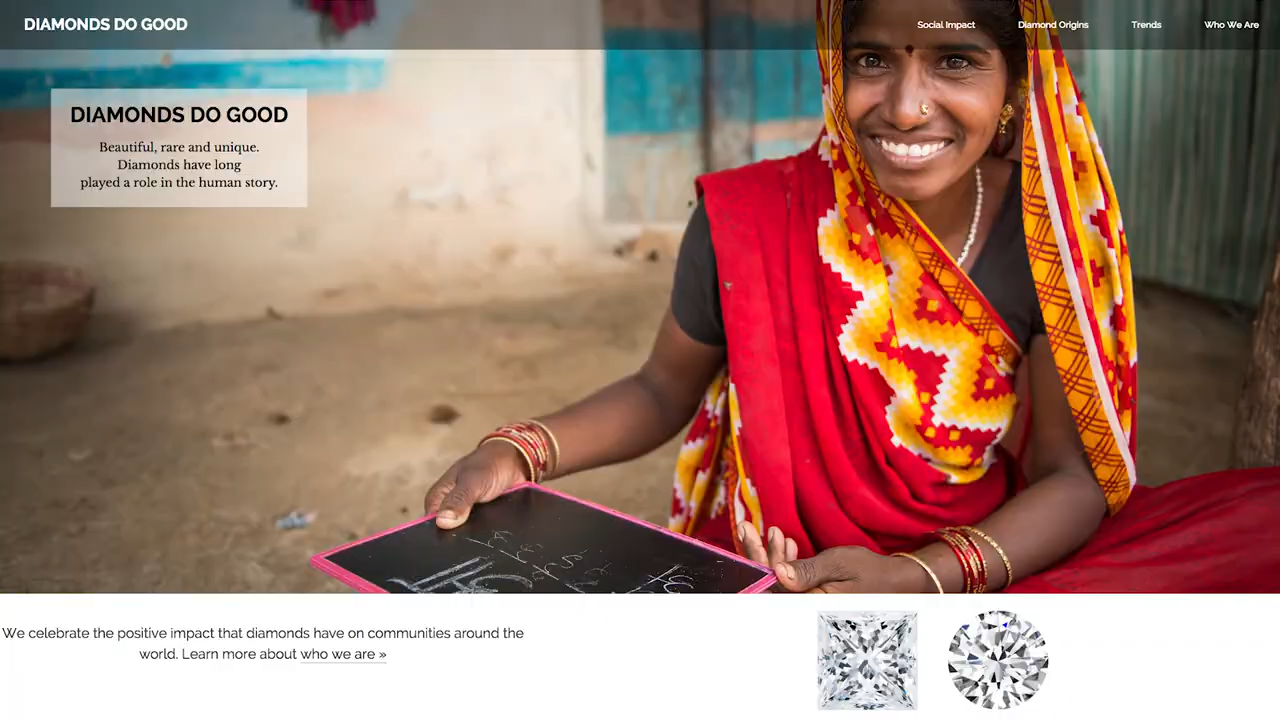 DIAMONDS DO GOOD
Social Impact
Diamond Origins
Trends
Who We Are
DIAMONDS DO GOOD
Beautiful, rare and unique.
Diamonds have long
played a role in the human story.
We celebrate the positive impact that diamonds have on communities around the
world. Learn more about who we are »